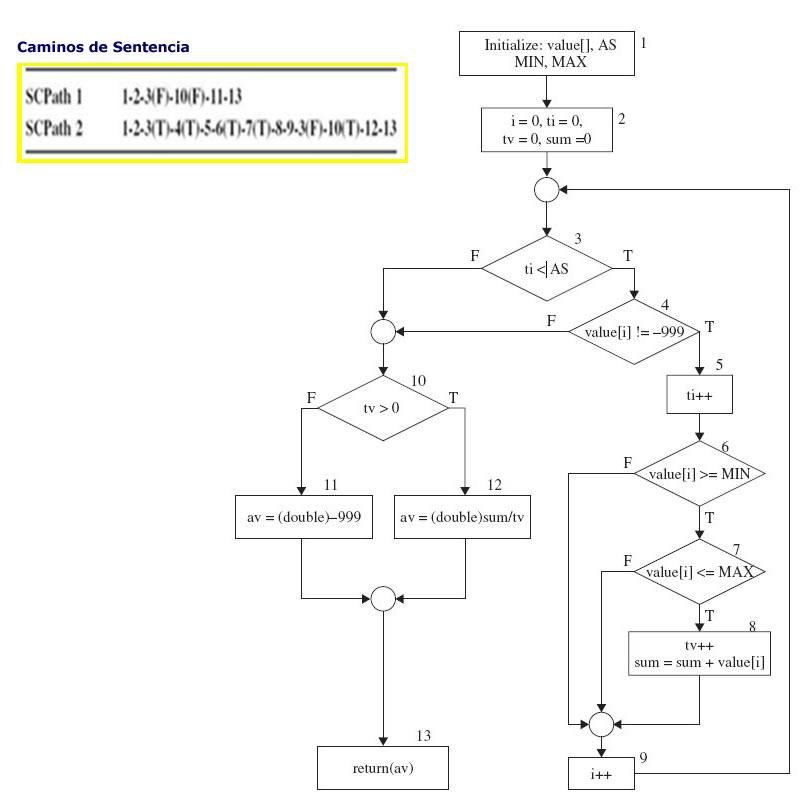 Caminos de Sentencia
SCPath 1 1-2-3(F)-10(F)-11-13
SCPath 2 1-2-3(T)-4(T)-5-6(T)-7(T)-8-9-3(F)-10(T)-12-13
Initialize: value[], AS
MIN, MAX
1
i = 0, ti = 0,
tv = 0, sum =0
2
3
F
ti < AS
T
4
F
value[i] != –999
T
5
ti++
6
F
value[i] >= MIN
T
7
F
value[i] <= MAX
T
8
tv++
sum = sum + value[i]
9
i++
10
F
tv > 0
T
11
av = (double)–999
12
av = (double)sum/tv
13
return(av)